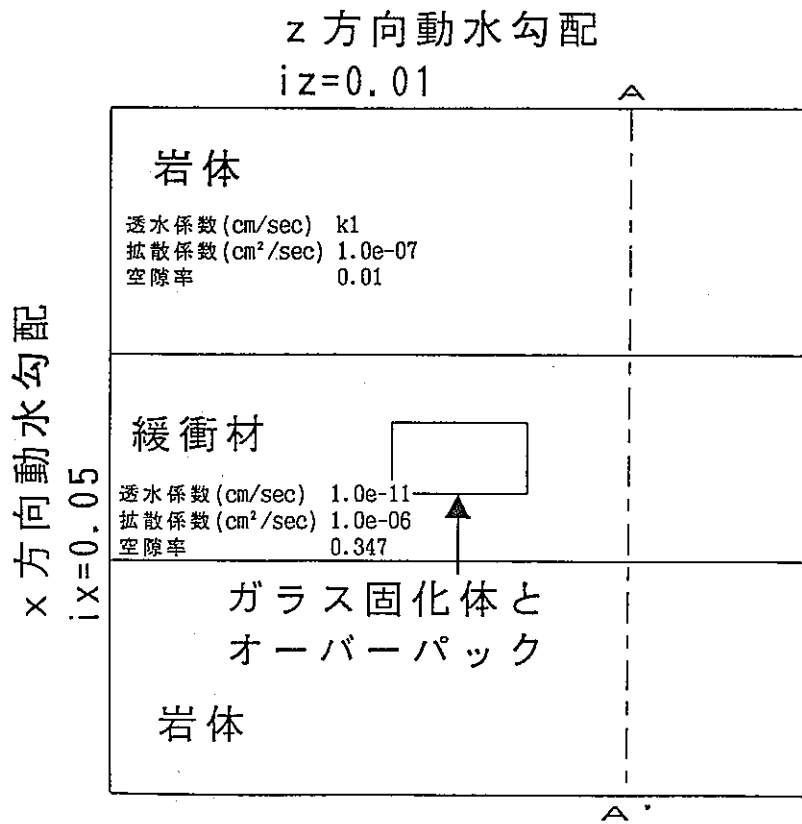 z方向動水勾配
iz=0.01
A
岩体
透水係数(cm/sec) k1
拡散係数(cm²/sec) 1.0e-07
空隙率 0.01
x方向動水勾配
ix=0.05
緩衝材
透水係数(cm/sec) 1.0e-11
拡散係数(cm²/sec) 1.0e-06
空隙率 0.347
ガラス固化体と
オーバーパック
岩体
A'